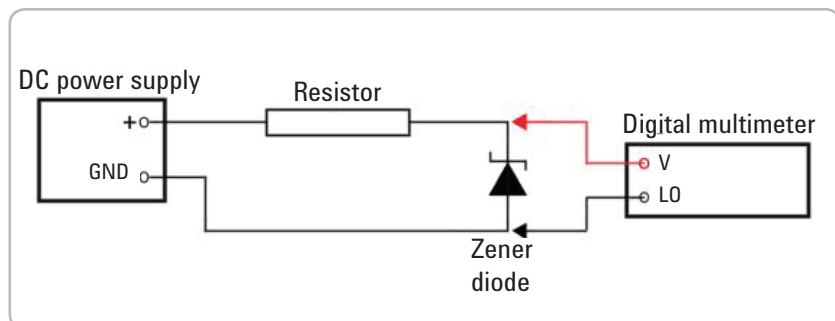 DC power supply
Resistor
Digital multimeter
+
GND
V
LO
Zener
diode